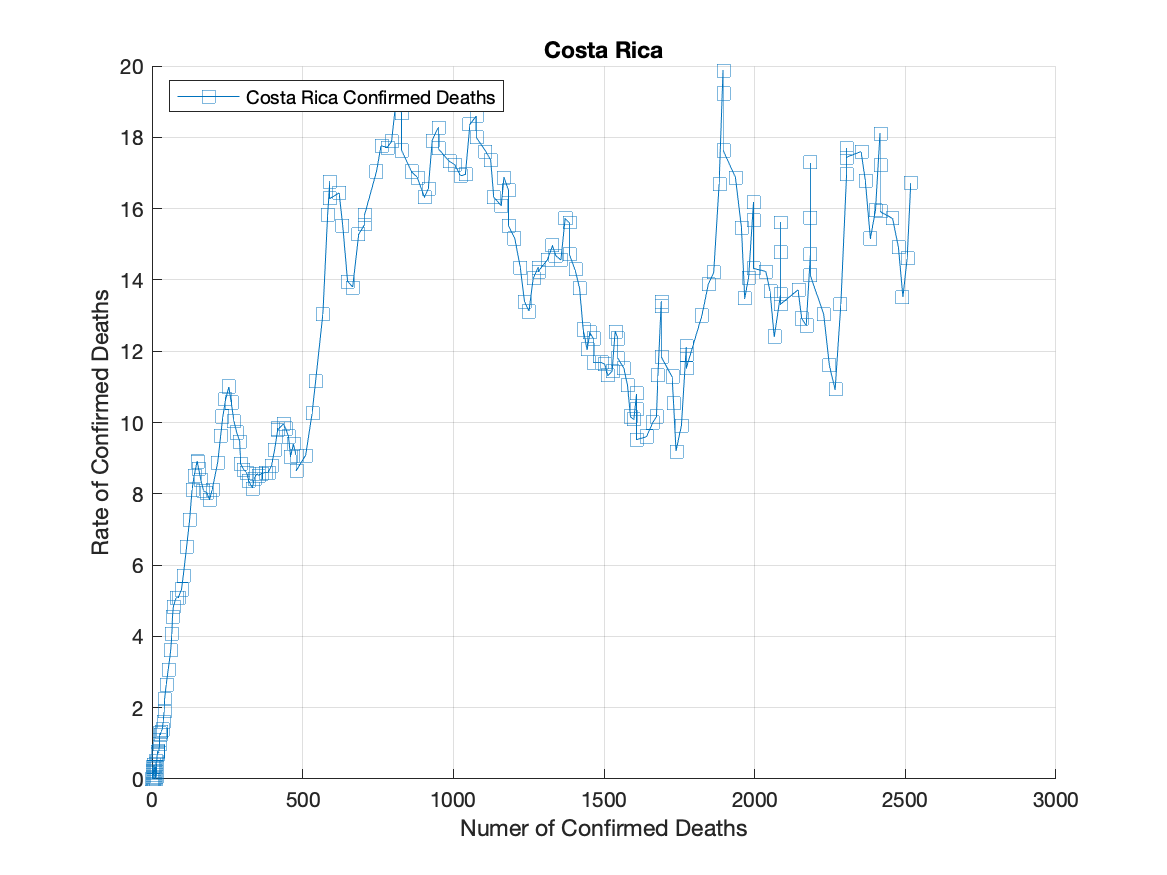 Costa Rica
Costa Rica Confirmed Deaths
Rate of Confirmed Deaths
20
18
16
14
12
10
8
6
4
2
0
0 500 1000 1500 2000 2500 3000
Numer of Confirmed Deaths